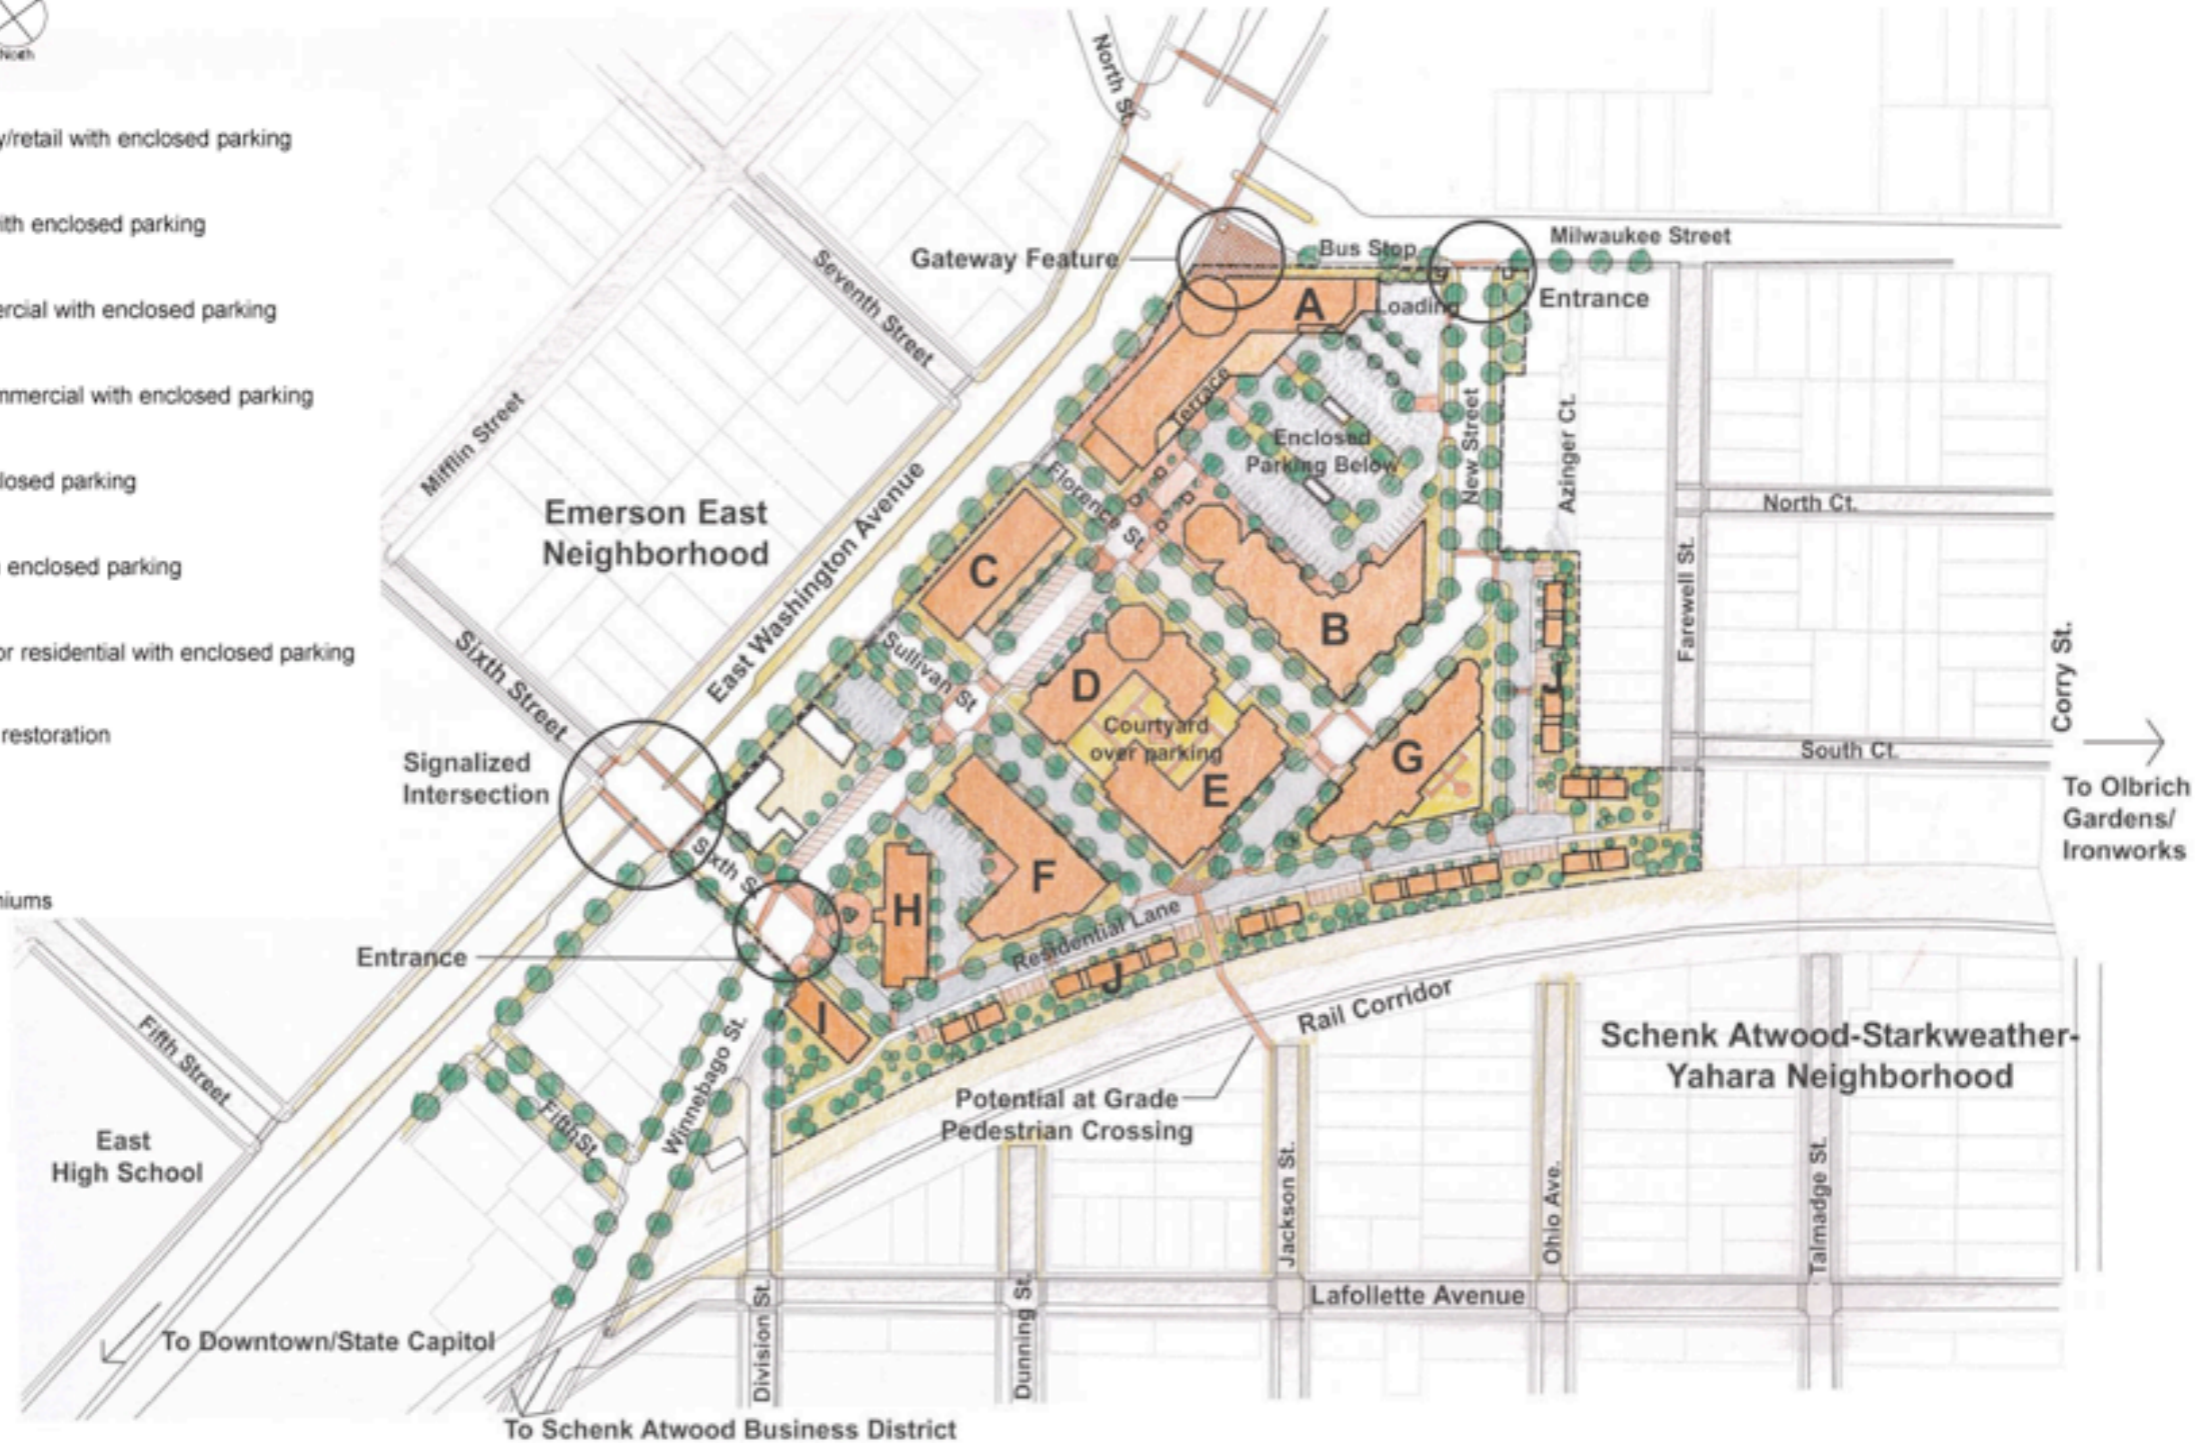 North
y/retail with enclosed parking
ith enclosed parking
ercial with enclosed parking
mmercial with enclosed parking
losed parking
enclosed parking
or residential with enclosed parking
restoration
niums
North St.
Gateway Feature
Bus Stop
Milwaukee Street
Entrance
A
Loading
Seventh Street
Terrace
Enclosed
Parking Below
New Street
Azinger Ct.
Mifflin Street
North Ct.
Florence St.
Emerson East
Neighborhood
East Washington Avenue
C
B
Farewell St.
Corry St.
Sixth Street
Sullivan St
D
Courtyard
over parking
E
G
J
South Ct.
To Olbrich
Gardens/
Ironworks
Signalized
Intersection
Sixth S
F
H
Residential Lane
Entrance
I
J
Rail Corridor
Schenk Atwood-Starkweather-
Yahara Neighborhood
Fifth Street
Winnebago St.
Potential at Grade
Pedestrian Crossing
Fifth St.
East
High School
Jackson St.
Ohio Ave.
Talmadge St.
Lafollette Avenue
Division St.
Dunning St.
To Downtown/State Capitol
To Schenk Atwood Business District